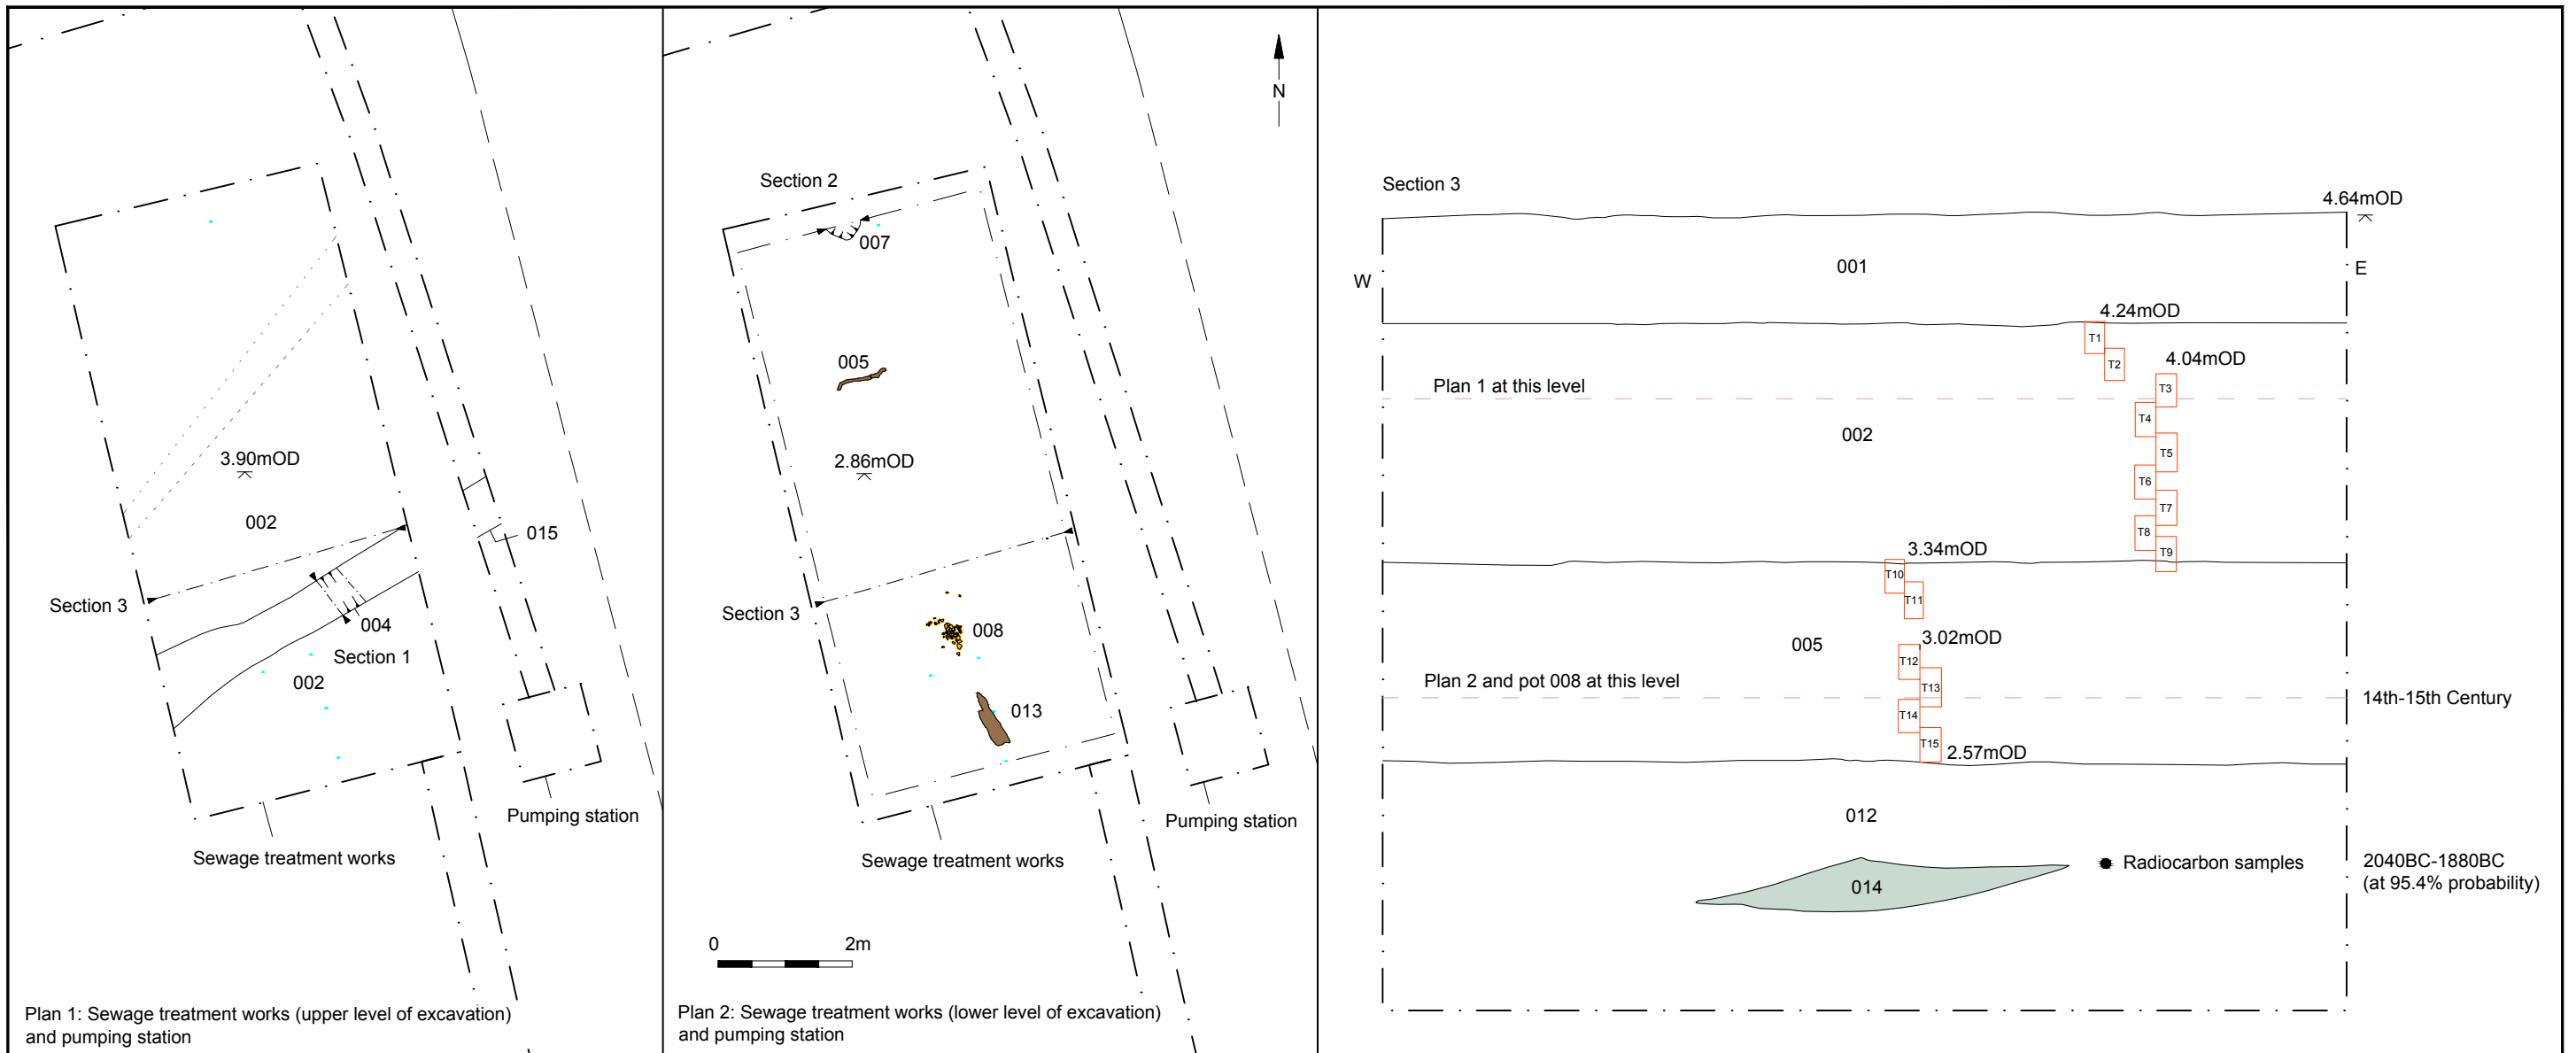 3.90mOD
002
015
Section 3
004
Section 1
002
Pumping station
Sewage treatment works
Plan 1: Sewage treatment works (upper level of excavation)
and pumping station
N
Section 2
007
005
2.86mOD
Section 3
008
013
Pumping station
Sewage treatment works
0 2m
Plan 2: Sewage treatment works (lower level of excavation)
and pumping station
Section 3
4.64mOD
W
001
E
4.24mOD
T1
T2
4.04mOD
T3
Plan 1 at this level
T4
002
T5
T6
T7
T8
T9
3.34mOD
T10
T11
005
3.02mOD
T12
Plan 2 and pot 008 at this level
T13
14th-15th Century
T14
T15
2.57mOD
012
Radiocarbon samples
2040BC-1880BC
(at 95.4% probability)
014